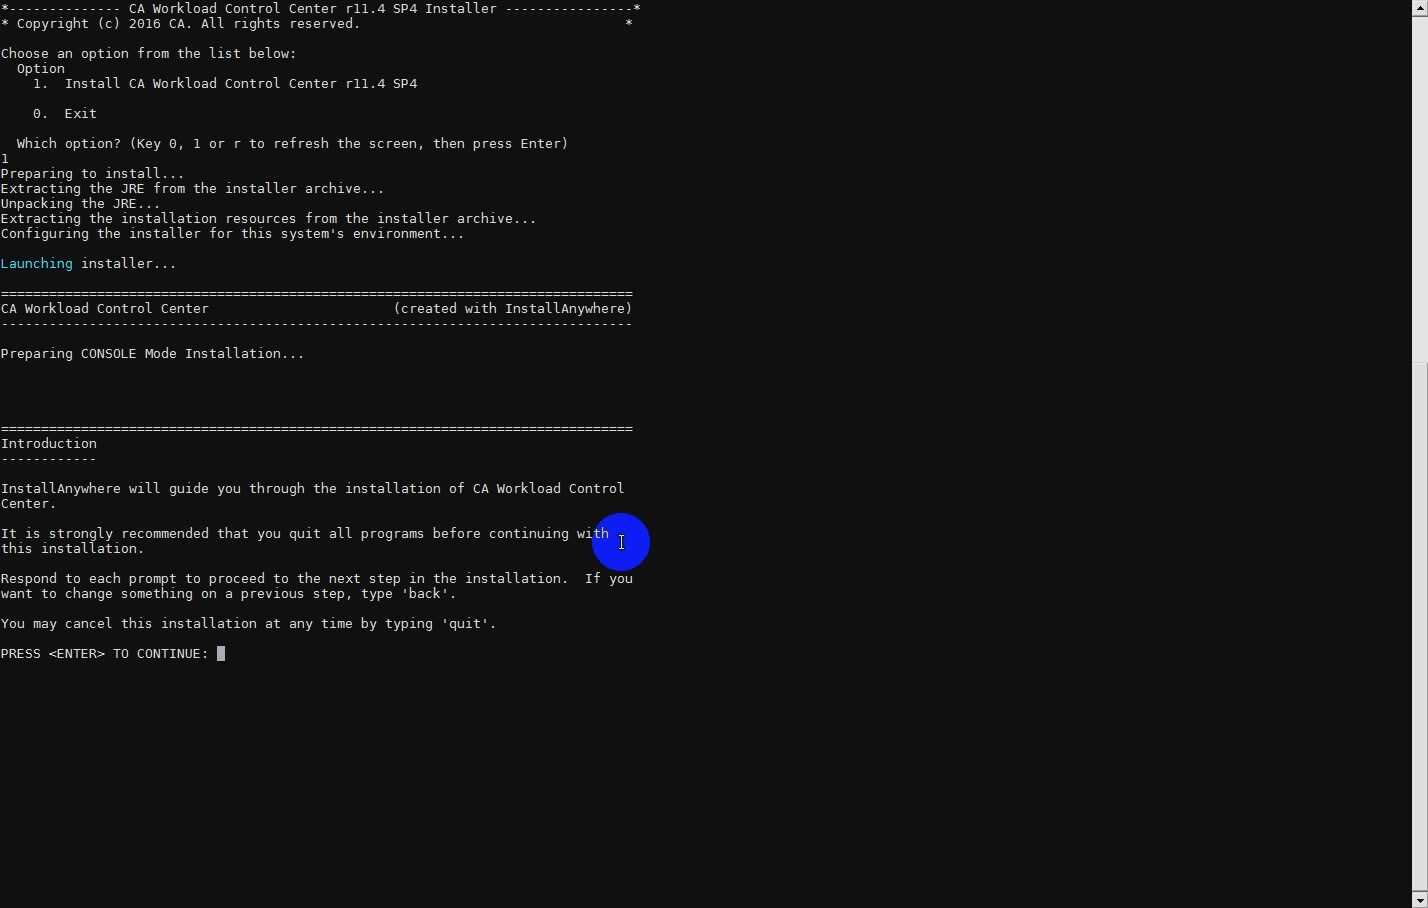 *-------------- CA Workload Control Center r11.4 SP4 Installer ----------------*
* Copyright (c) 2016 CA. All rights reserved.                                 *
Choose an option from the list below:
  Option
    1.  Install CA Workload Control Center r11.4 SP4
    0.  Exit
  Which option? (Key 0, 1 or r to refresh the screen, then press Enter)
1
Preparing to install...
Extracting the JRE from the installer archive...
Unpacking the JRE...
Extracting the installation resources from the installer archive...
Configuring the installer for this system's environment...
Launching installer...
===============================================================================
CA Workload Control Center                       (created with InstallAnywhere)
-------------------------------------------------------------------------------
Preparing CONSOLE Mode Installation...
===============================================================================
Introduction
------------
InstallAnywhere will guide you through the installation of CA Workload Control
Center.
It is strongly recommended that you quit all programs before continuing with
this installation.
Respond to each prompt to proceed to the next step in the installation.  If you
want to change something on a previous step, type 'back'.
You may cancel this installation at any time by typing 'quit'.
PRESS <ENTER> TO CONTINUE: